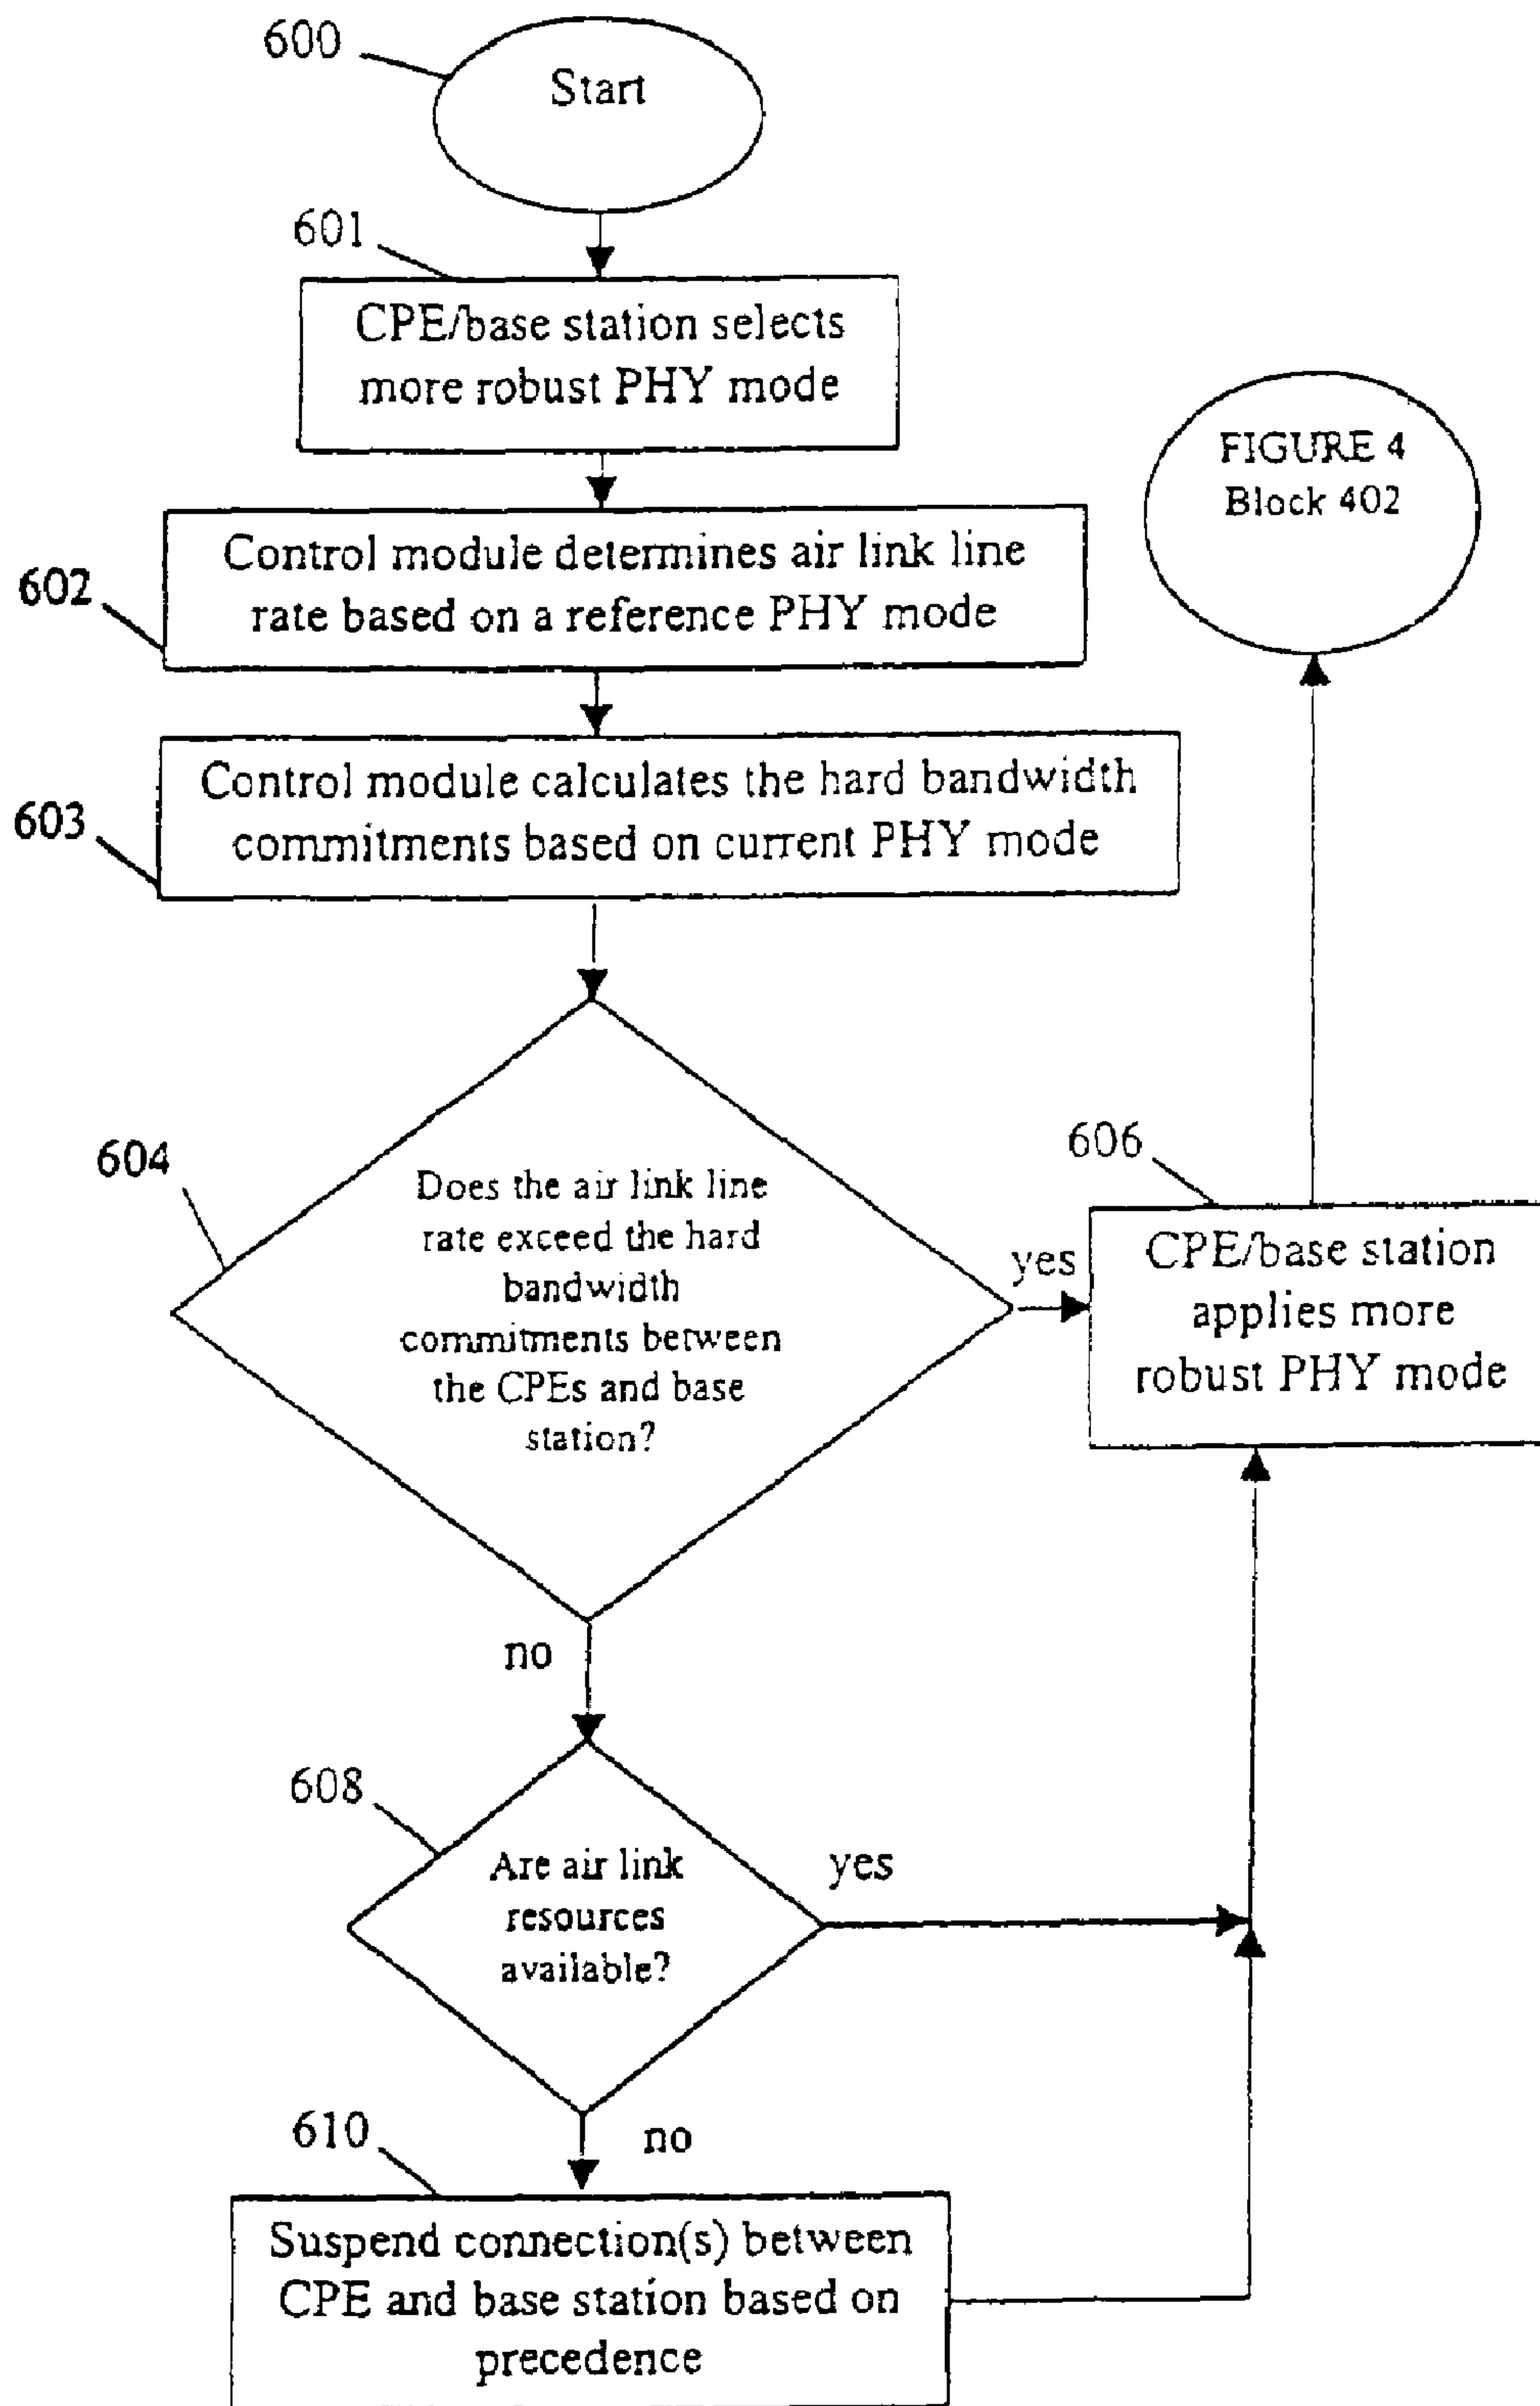 600
Start
601
CPE/base station selects
more robust PHY mode
FIGURE 4
Block 402
602
Control module determines air link line
rate based on a reference PHY mode
603
Control module calculates the hard bandwidth
commitments based on current PHY mode
604
Does the air link line
rate exceed the hard
bandwidth
commitments between
the CPEs and base
station?
yes
606
CPE/base station
applies more
robust PHY mode
no
608
Are air link
resources
available?
yes
610
no
Suspend connection(s) between
CPE and base station based on
precedence